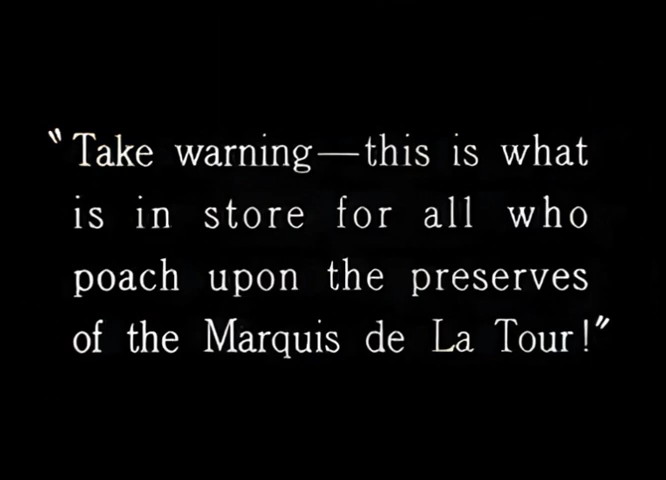 "Take warning—this is what
is in store for all who
poach upon the preserves
of the Marquis de La Tour!"